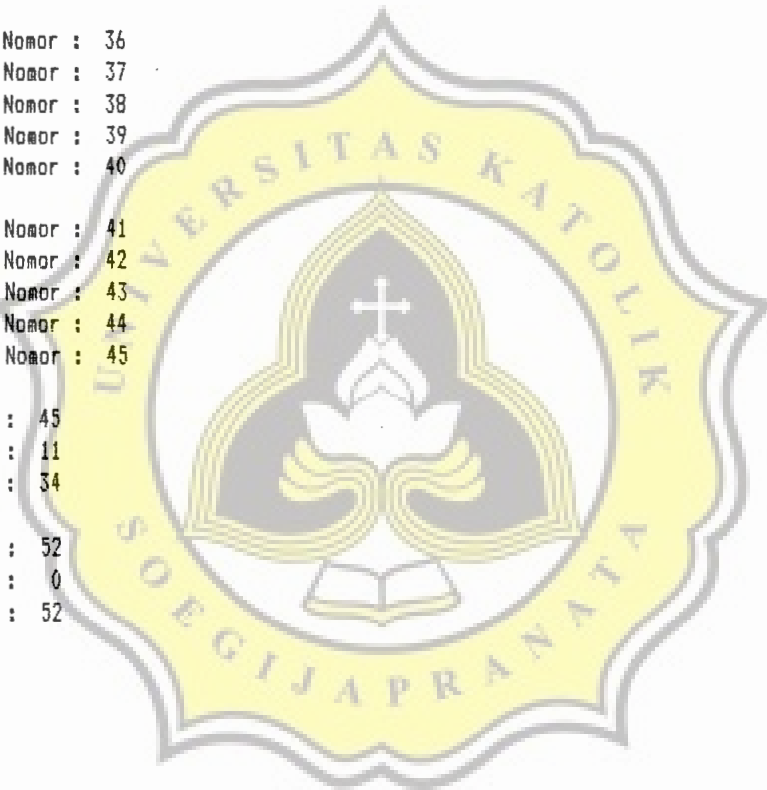 Nomor : 36
Nomor : 37
Nomor : 38
Nomor : 39
Nomor : 40
Nomor : 41
Nomor : 42
Nomor : 43
Nomor : 44
Nomor : 45
: 45
: 11
: 34
: 52
: 0
: 52
UNIVERSITAS KATOLIK
SOEGIJAPRANATA